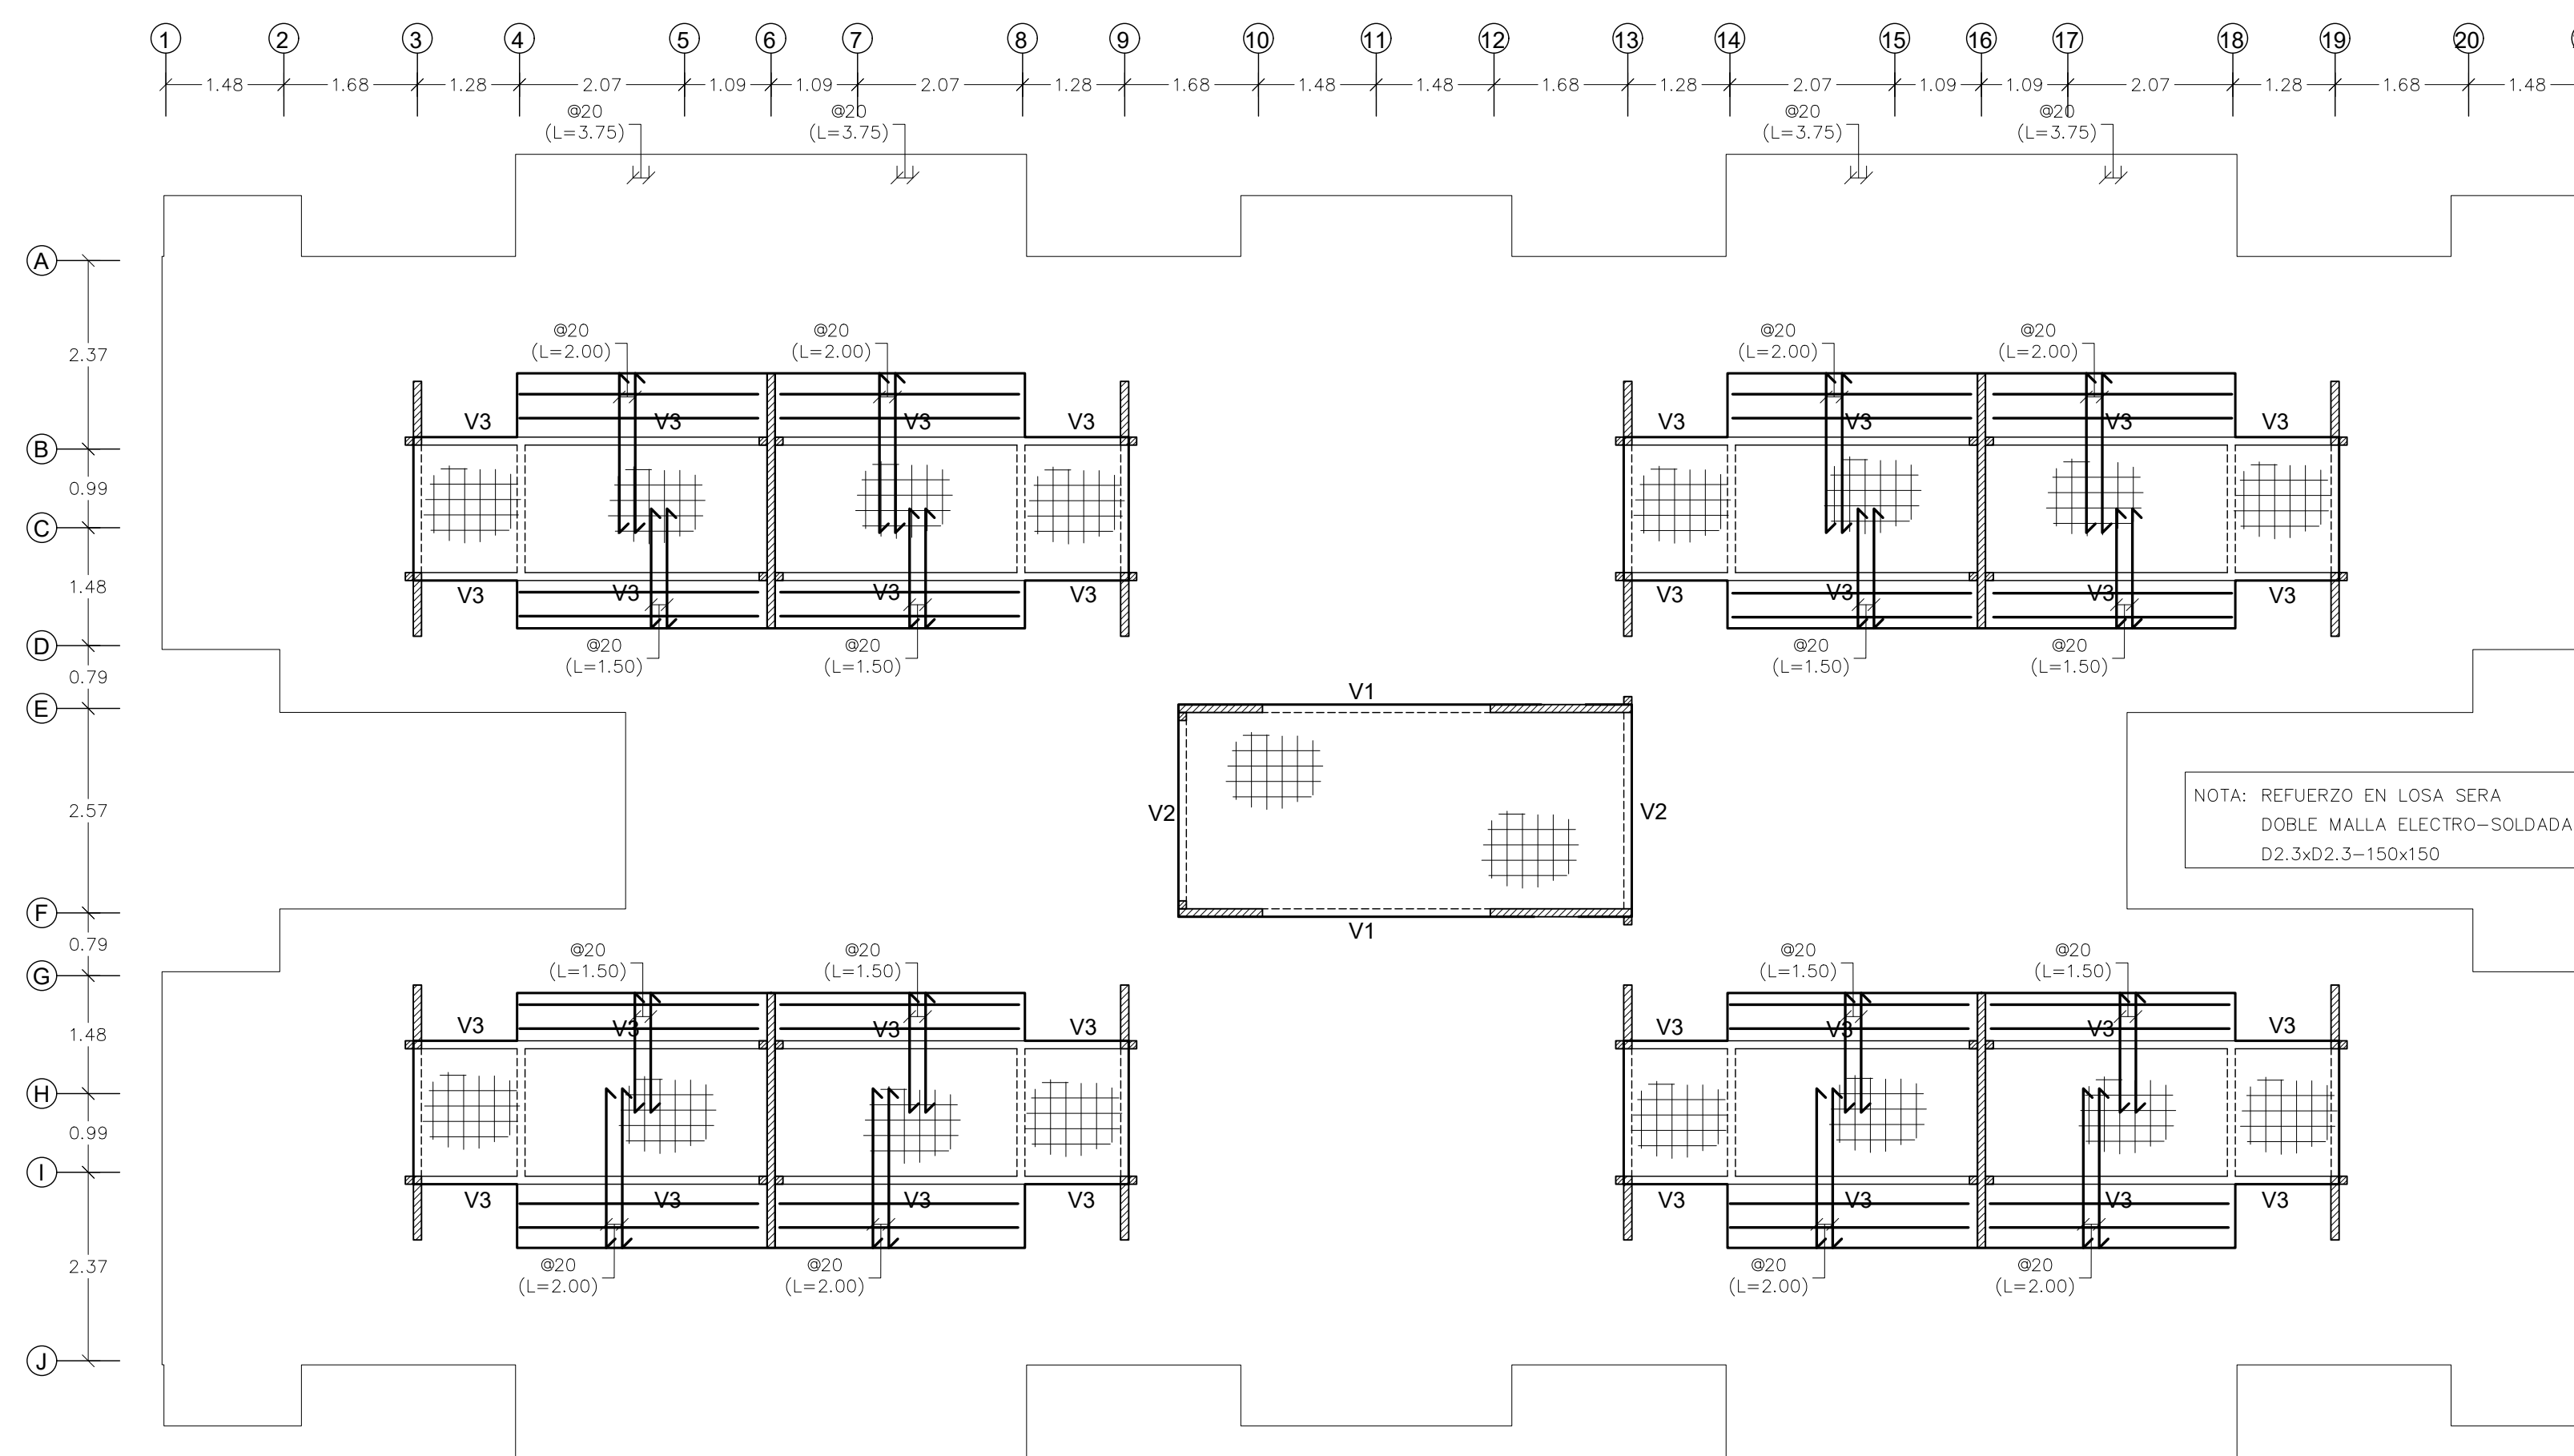 1 2 3 4 5 6 7 8 9 10 11 12 13 14 15 16 17 18 19 20
1.48 1.68 1.28 2.07 1.09 1.09 2.07 1.28 1.68 1.48 1.48 1.68 1.28 2.07 1.09 1.09 2.07 1.28 1.68 1.48
@20 @20 @20 @20
(L=3.75) (L=3.75) (L=3.75) (L=3.75)
A
@20 @20 @20 @20
2.37 (L=2.00) (L=2.00) (L=2.00) (L=2.00)
V3 V3 V3 V3 V3 V3 V3 V3
B
0.99
C
1.48 V3 V3 V3 V3 V3 V3 V3 V3
D @20 @20 @20 @20
(L=1.50) (L=1.50) (L=1.50) (L=1.50)
0.79
V1
E
NOTA: REFUERZO EN LOSA SERA
2.57 V2 V2
DOBLE MALLA ELECTRO-SOLDADA
D2.3xD2.3-150x150
F
V1
0.79 @20 @20 @20 @20
(L=1.50) (L=1.50) (L=1.50) (L=1.50)
G
1.48 V3 V3 V3 V3 V3 V3 V3 V3
H
0.99
I
V3 V3 V3 V3 V3 V3 V3 V3
2.37 @20 @20 @20 @20
(L=2.00) (L=2.00) (L=2.00) (L=2.00)
J